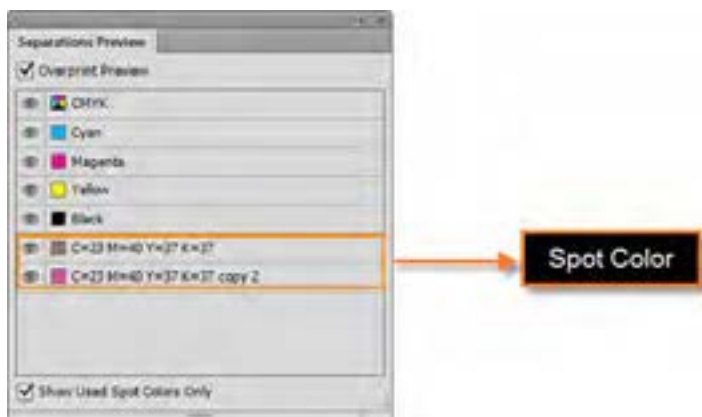 Separations Preview
Overprint Preview
CMYK
Cyan
Magenta
Yellow
Black
C=23 M=40 Y=37 K=37
C=23 M=40 Y=37 K=37 copy 2
Spot Color
Show Used Spot Colors Only